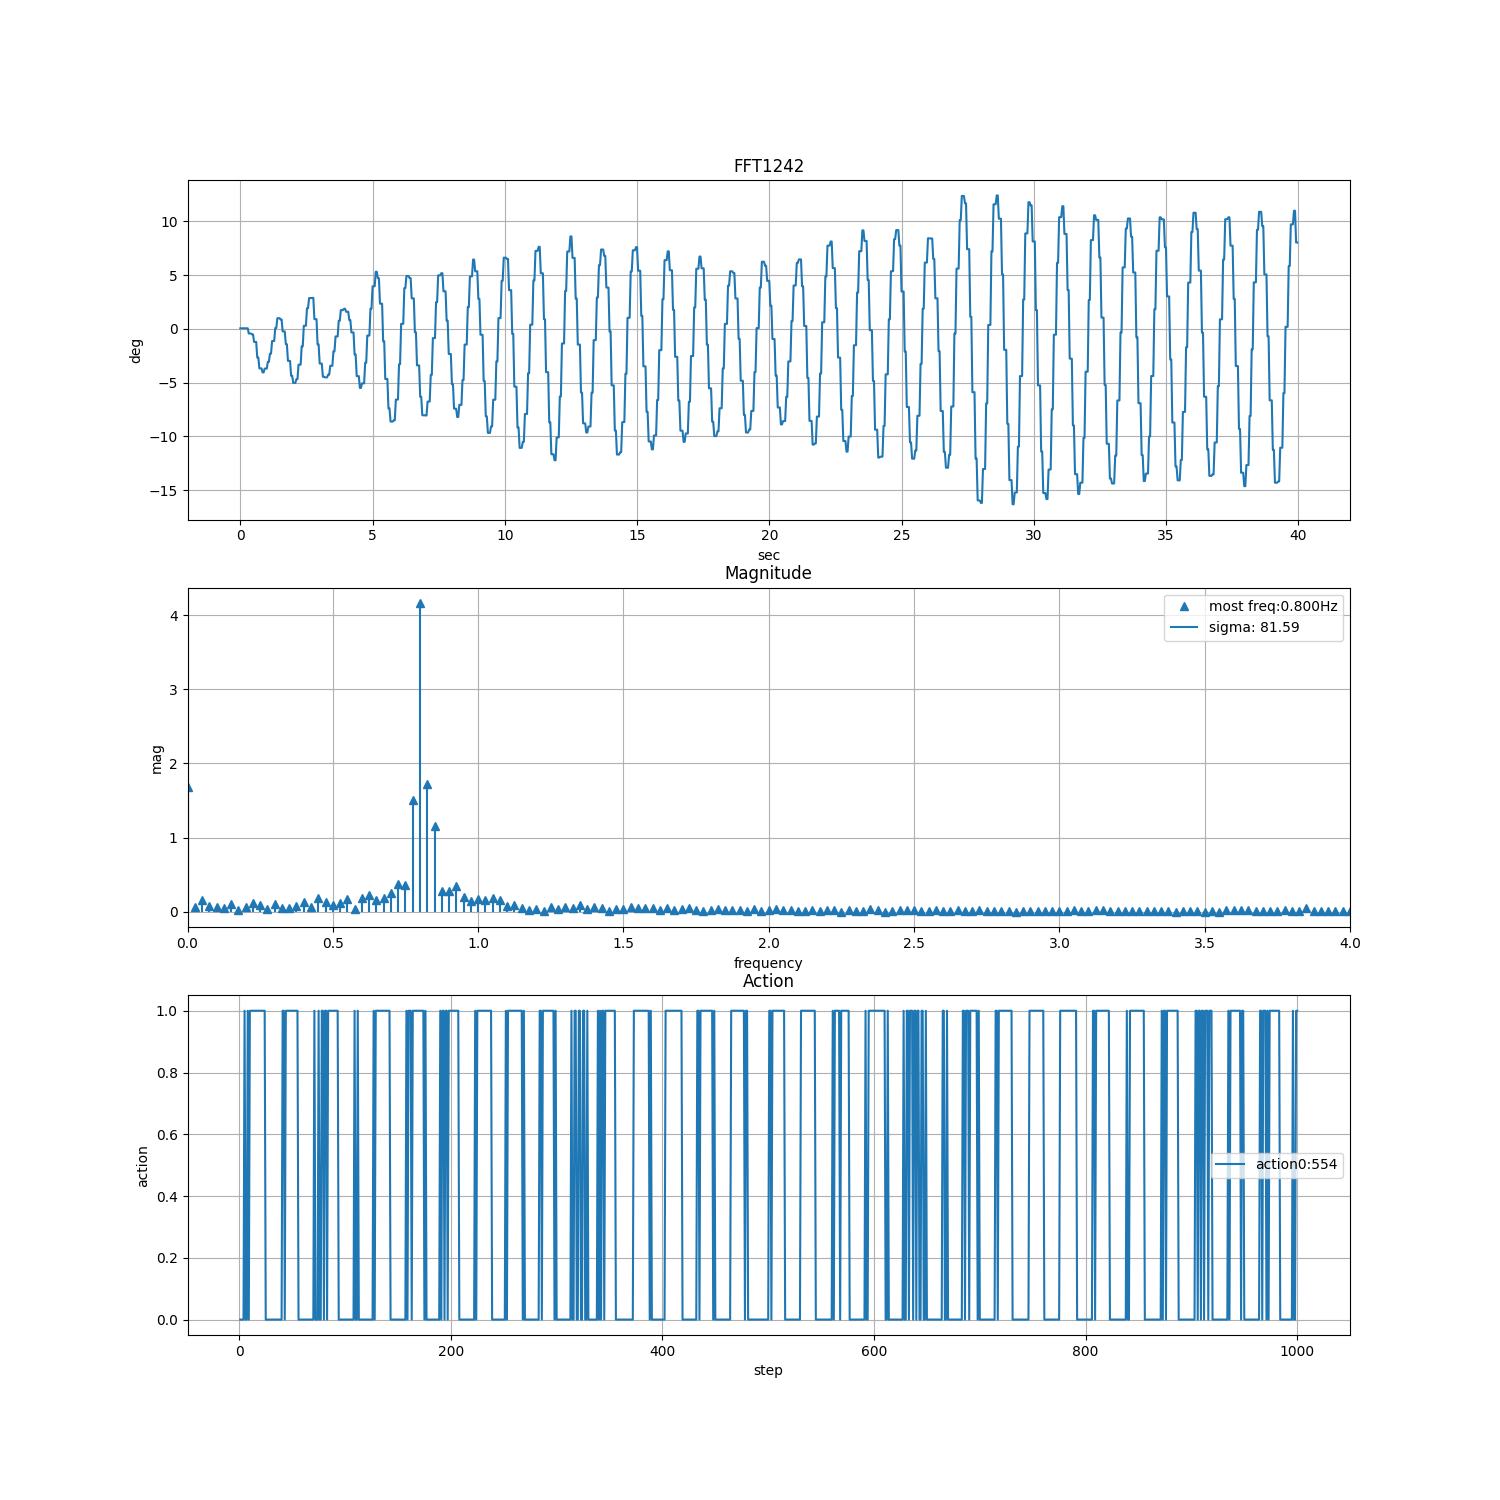 FFT1242
10
5
0
−5
−10
−15
deg
0 5 10 15 20 25 30 35 40
sec
Magnitude
most freq:0.800Hz
sigma: 81.59
4
3
2
1
0
mag
0.0 0.5 1.0 1.5 2.0 2.5 3.0 3.5 4.0
frequency
Action
1.0
0.8
0.6
0.4
0.2
0.0
action
action0:554
0 200 400 600 800 1000
step